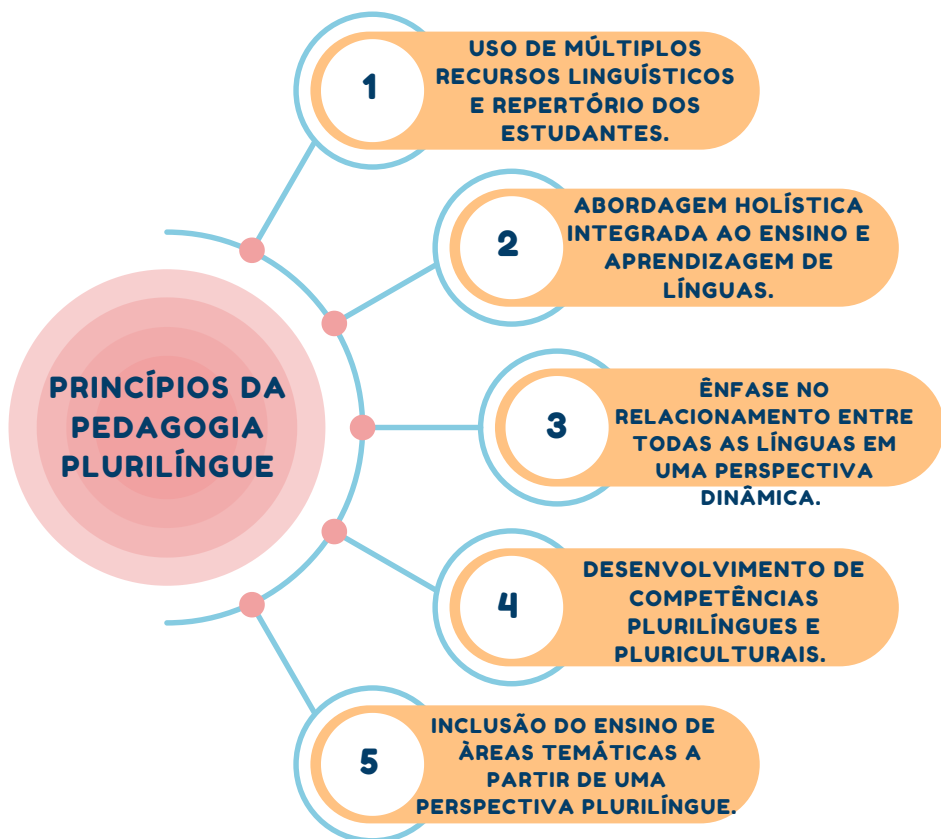 PRINCÍPIOS DA
PEDAGOGIA
PLURILÍNGUE
1
USO DE MÚLTIPLOS
RECURSOS LINGUÍSTICOS
E REPERTÓRIO DOS
ESTUDANTES.
2
ABORDAGEM HOLÍSTICA
INTEGRADA AO ENSINO E
APRENDIZAGEM DE
LÍNGUAS.
3
ÊNFASE NO
RELACIONAMENTO ENTRE
TODAS AS LÍNGUAS EM
UMA PERSPECTIVA
DINÂMICA.
4
DESENVOLVIMENTO DE
COMPETÊNCIAS
PLURILÍNGUES E
PLURICULTURAIS.
5
INCLUSÃO DO ENSINO DE
ÀREAS TEMÁTICAS A
PARTIR DE UMA
PERSPECTIVA PLURILÍNGUE.